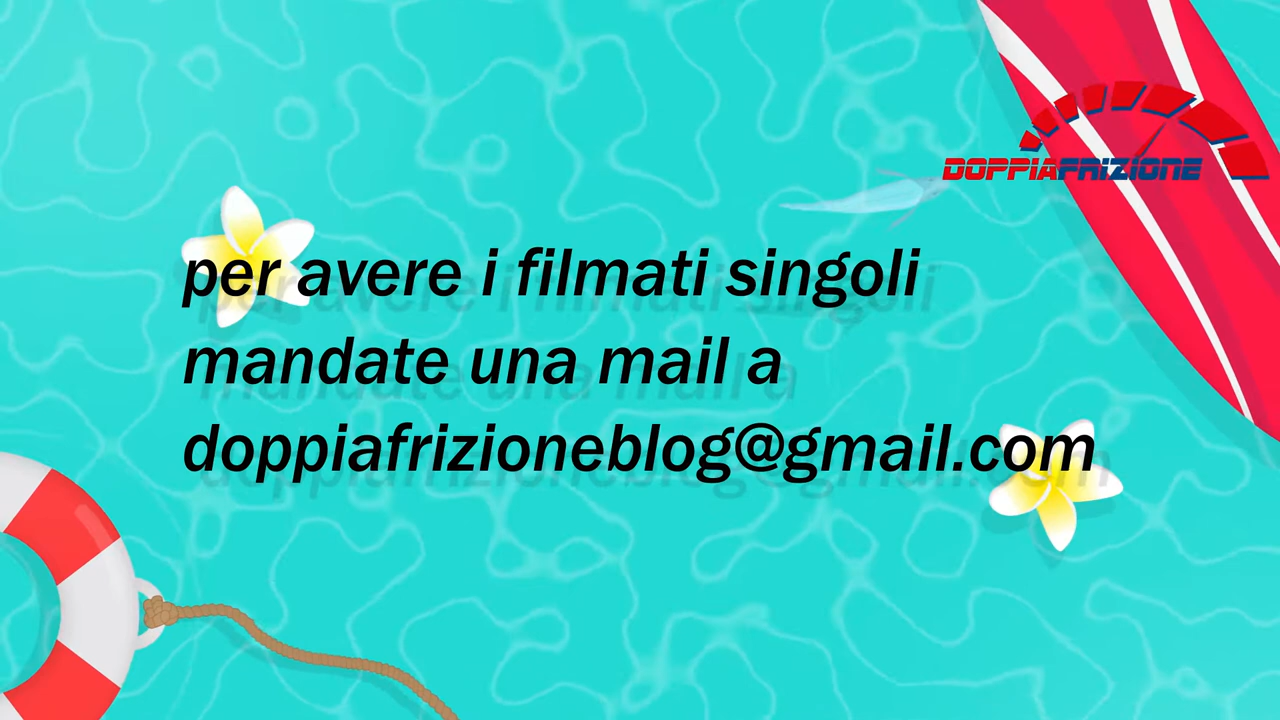 DOPPIAFRIZIONE
per avere i filmati singoli
mandate una mail a
doppiafrizioneblog@gmail.com